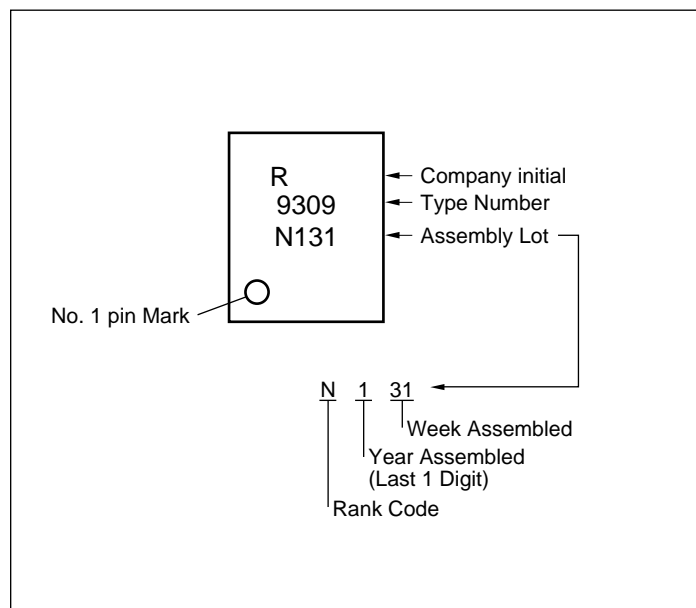 R
9309
N131
Company initial
Type Number
Assembly Lot
No. 1 pin Mark
N 1 31
Week Assembled
Year Assembled
(Last 1 Digit)
Rank Code